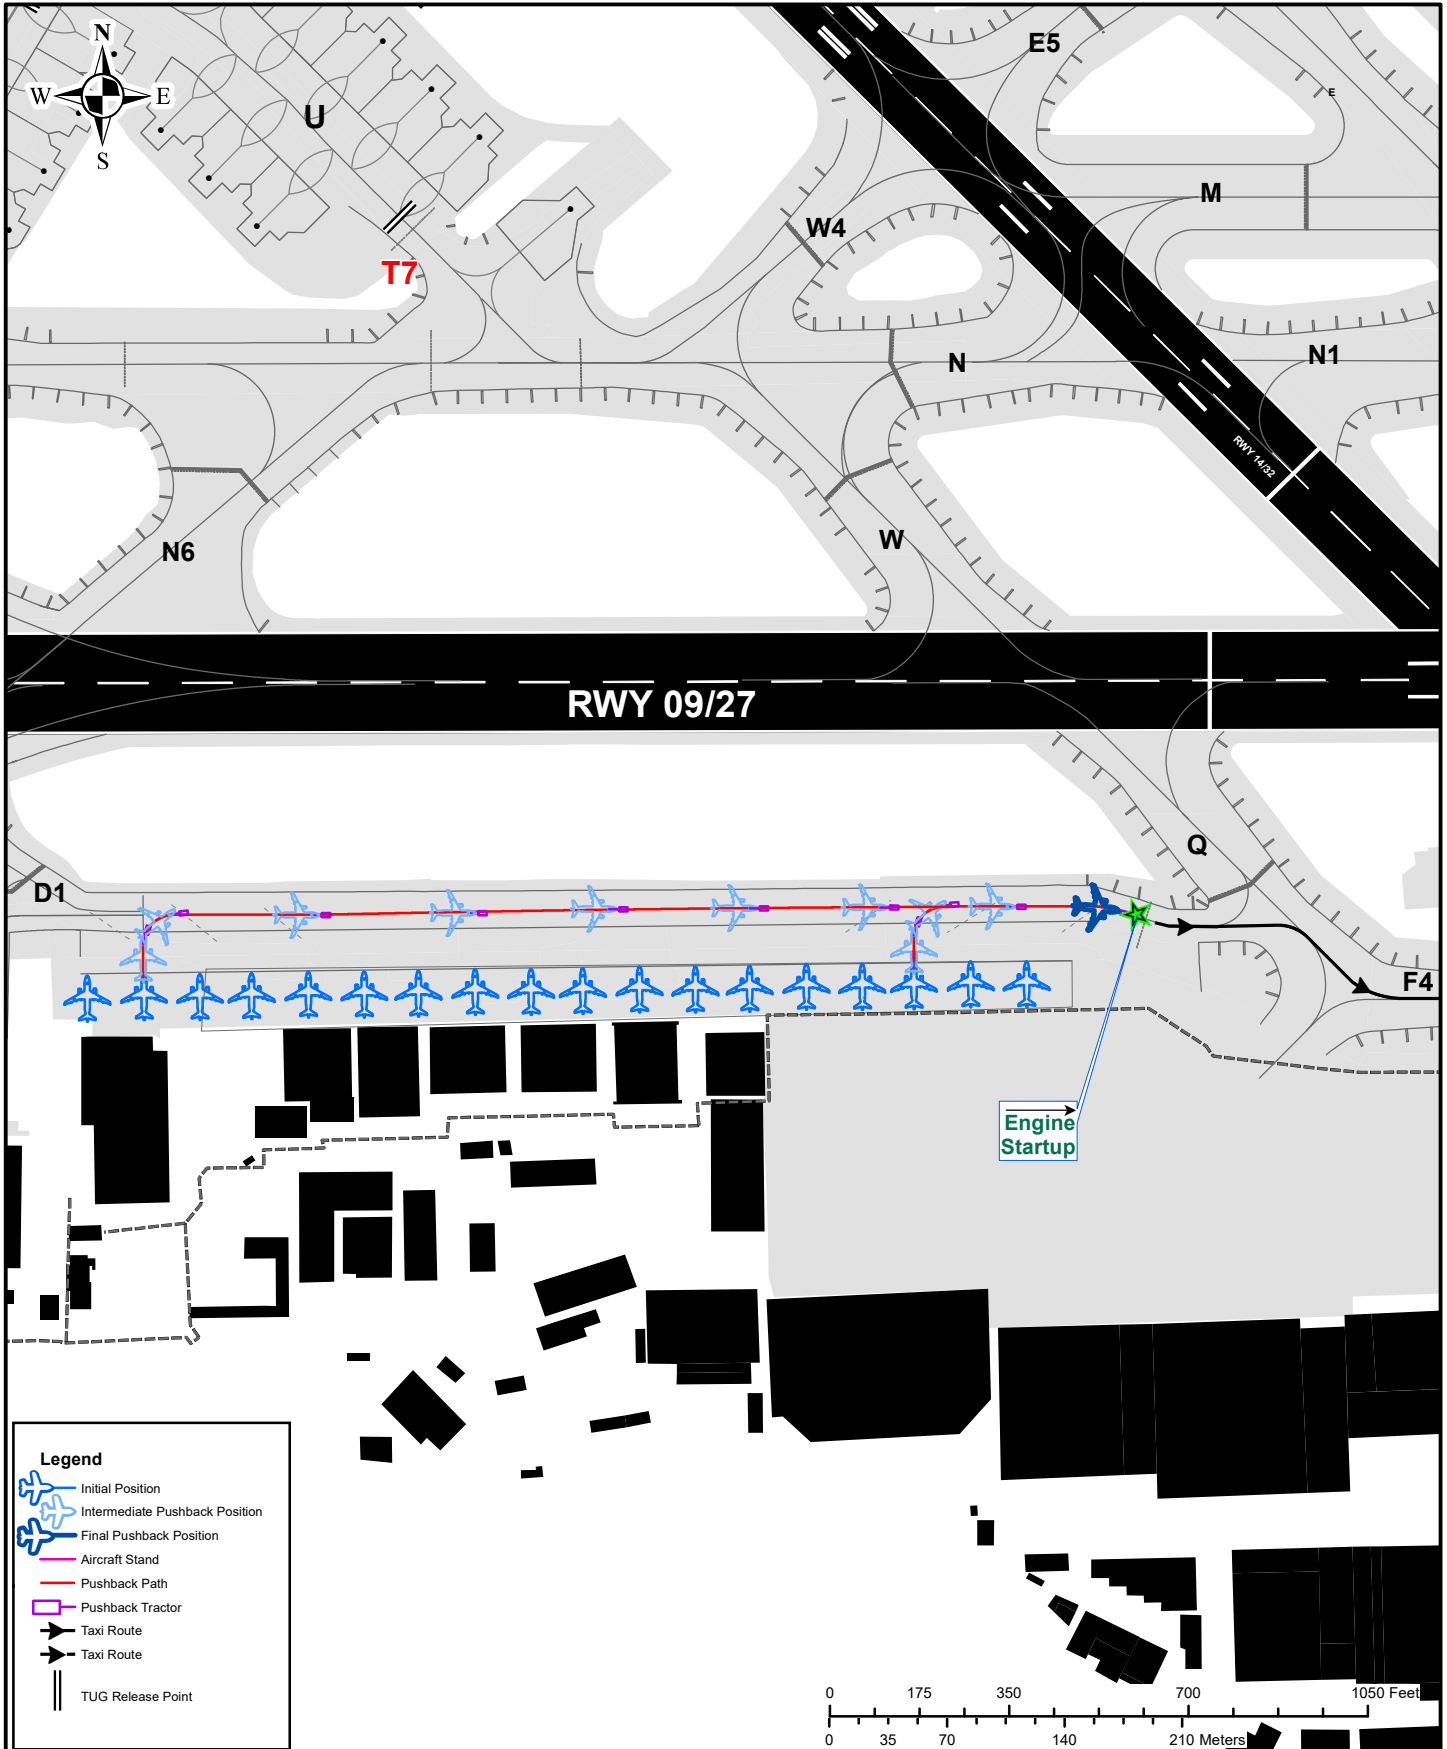 N
W
E
S
U
E5
E
M
W4
T7
N
N1
RWY 14/32
N6
W
RWY 09/27
Q
D1
F4
Engine
Startup
Legend
Initial Position
Intermediate Pushback Position
Final Pushback Position
Aircraft Stand
Pushback Path
Pushback Tractor
Taxi Route
Taxi Route
TUG Release Point
0 175 350 700 1050 Feet
0 35 70 140 210 Meters